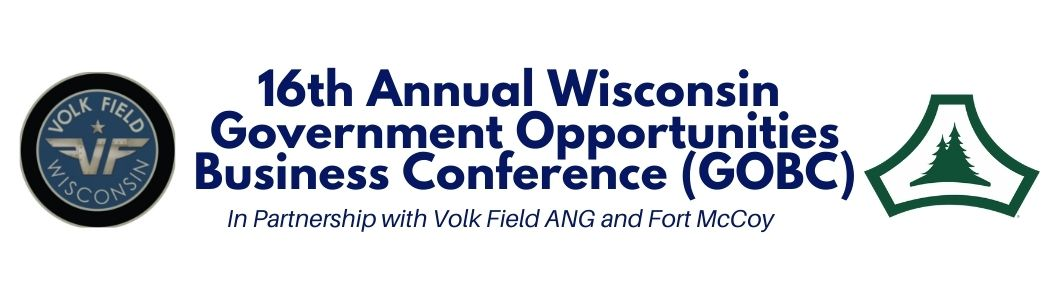 VOLK FIELD
VF
WISCONSIN
16th Annual Wisconsin
Government Opportunities
Business Conference (GOBC)
In Partnership with Volk Field ANG and Fort McCoy